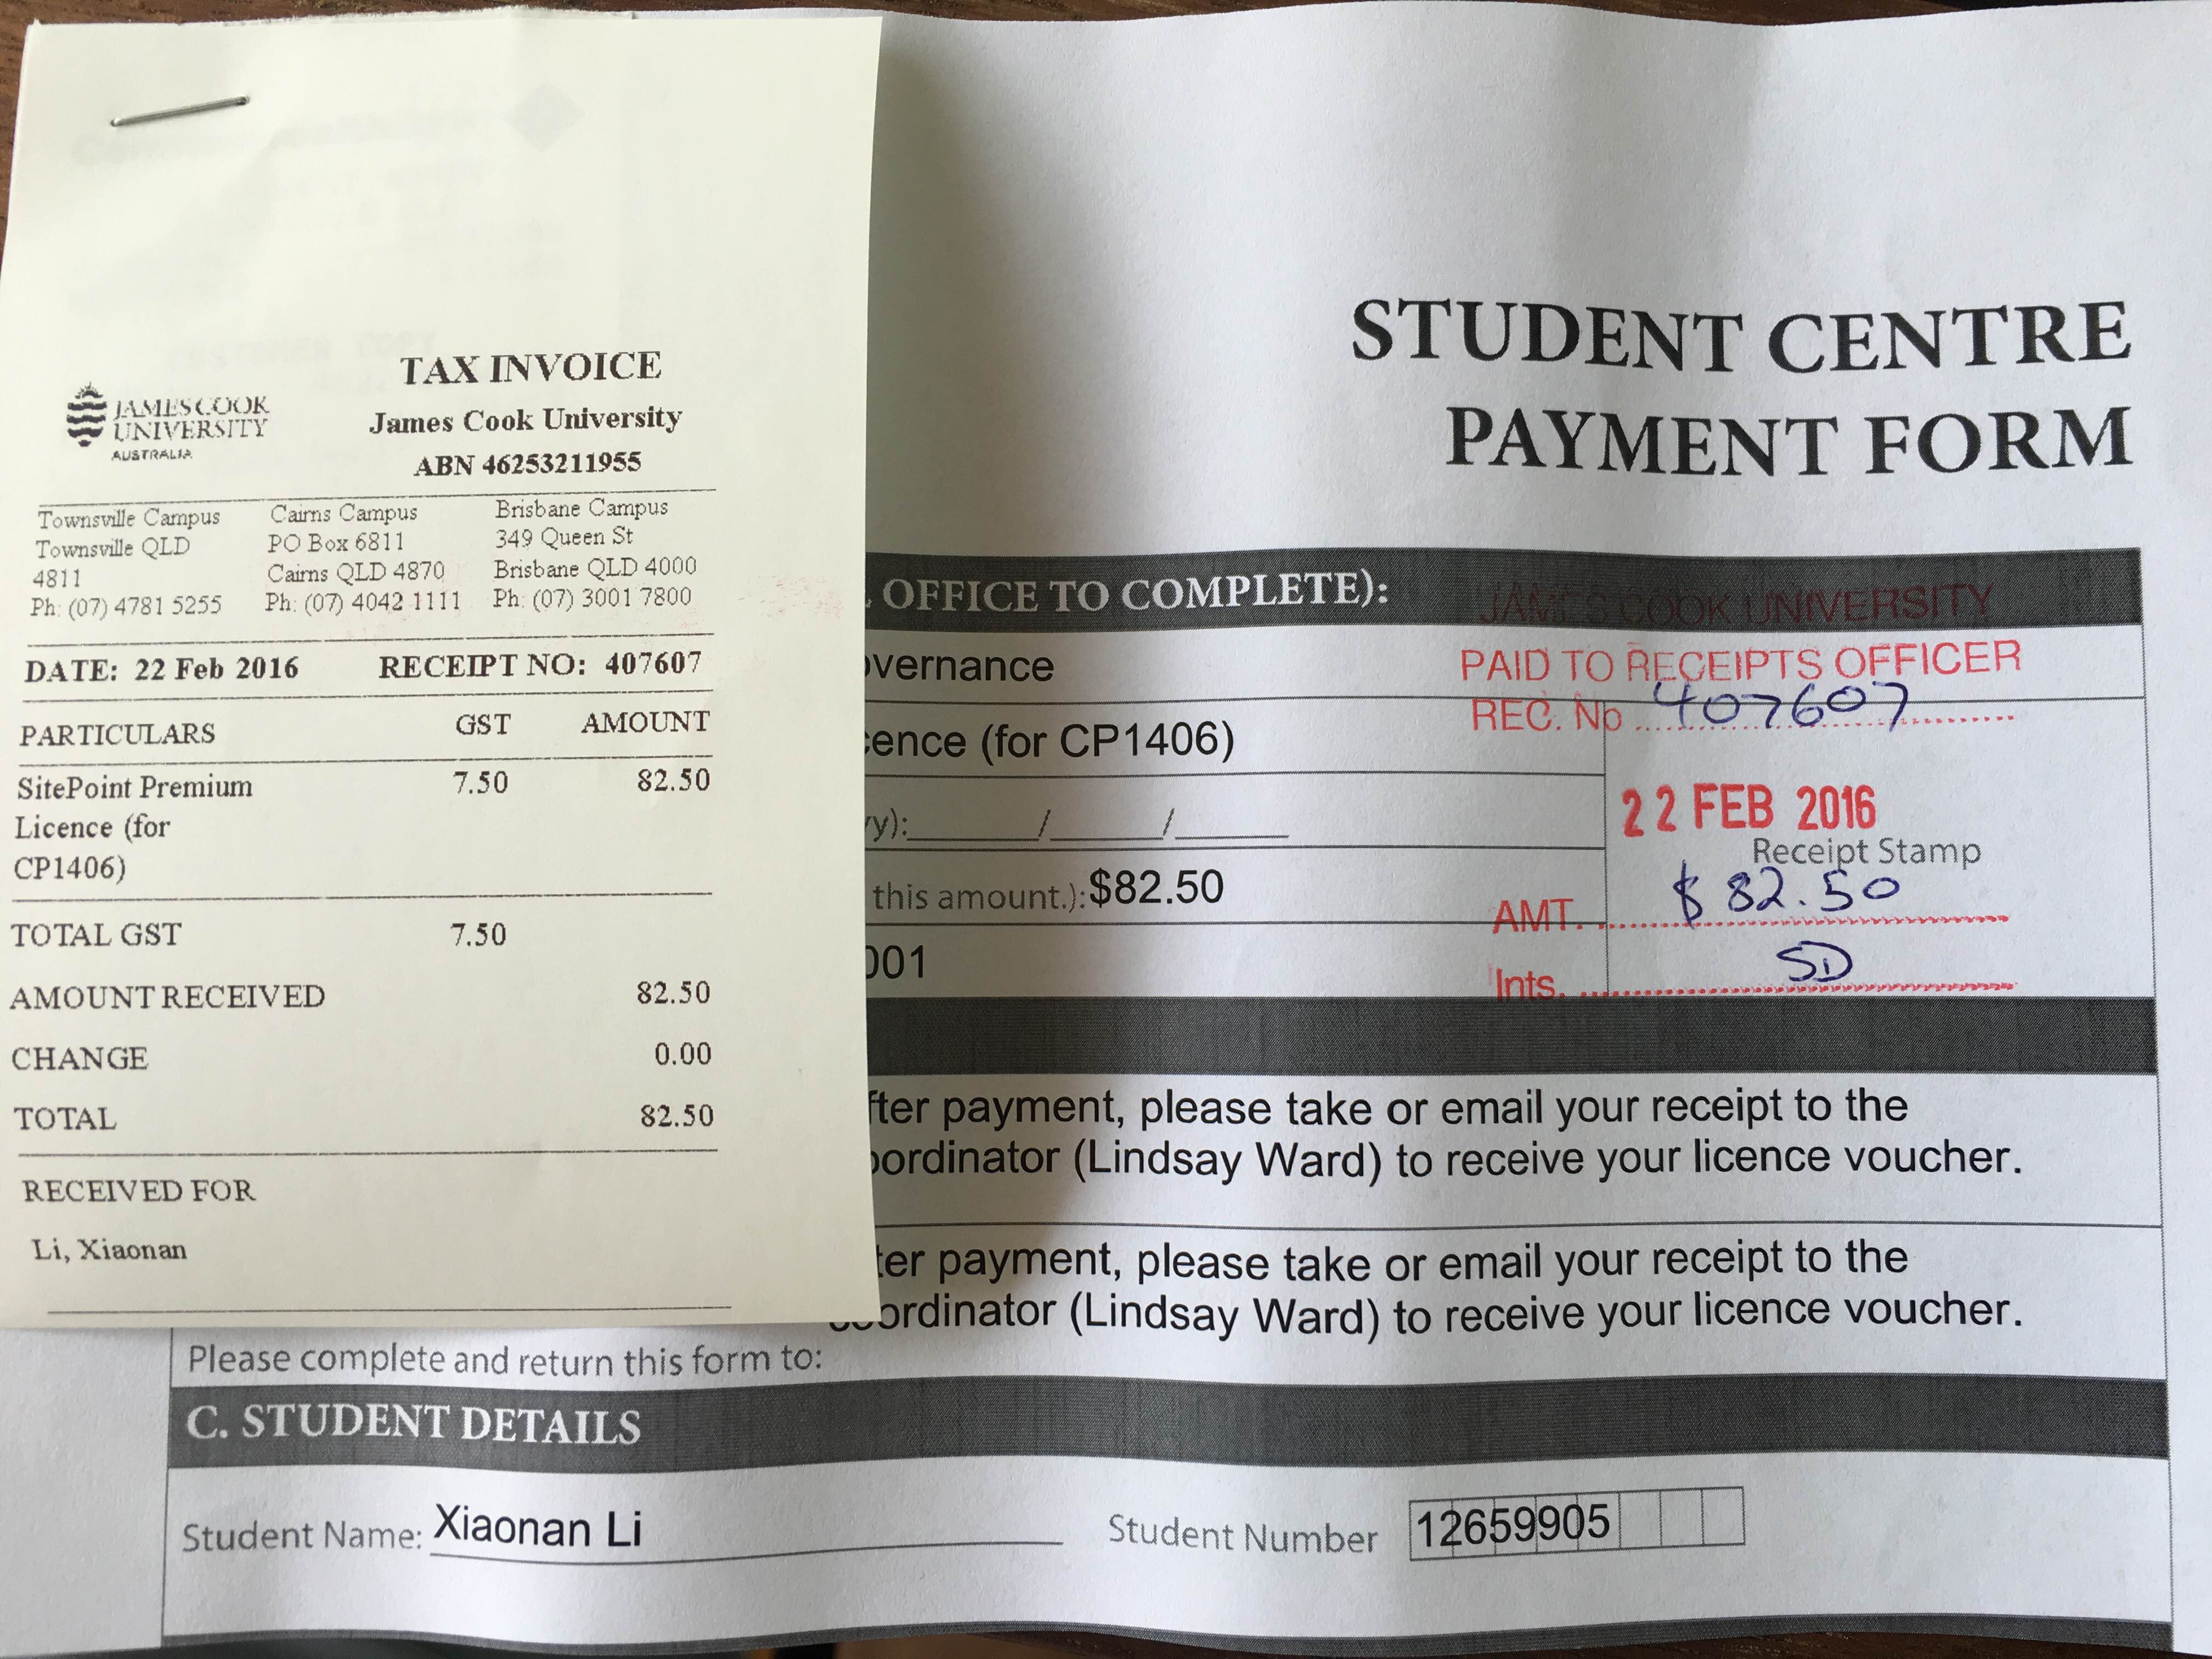 TAX INVOICE
JAMES COOK
UNIVERSITY
AUSTRALIA
James Cook University
ABN 46253211955
Townsville Campus Cairns Campus Brisbane Campus
Townsville QLD PO Box 6811 349 Queen St
4811 Cairns QLD 4870 Brisbane QLD 4000
Ph: (07) 4781 5255 Ph: (07) 4042 1111 Ph: (07) 3001 7800
DATE: 22 Feb 2016 RECEIPT NO: 407607
PARTICULARS GST AMOUNT
SitePoint Premium 7.50 82.50
Licence (for
CP1406)
TOTAL GST 7.50
AMOUNT RECEIVED 82.50
CHANGE 0.00
TOTAL 82.50
RECEIVED FOR
Li, Xiaonan
STUDENT CENTRE
PAYMENT FORM
OFFICE TO COMPLETE):
JAMES COOK UNIVERSITY
PAID TO RECEIPTS OFFICER
REC. No 407607
overnance
ence (for CP1406)
22 FEB 2016
ry): / /
Receipt Stamp
this amount.): $82.50
AMT. $82.50
001
Ints. SD
fter payment, please take or email your receipt to the
oordinator (Lindsay Ward) to receive your licence voucher.
ter payment, please take or email your receipt to the
oordinator (Lindsay Ward) to receive your licence voucher.
Please complete and return this form to:
C. STUDENT DETAILS
Student Name: Xiaonan Li Student Number 12659905